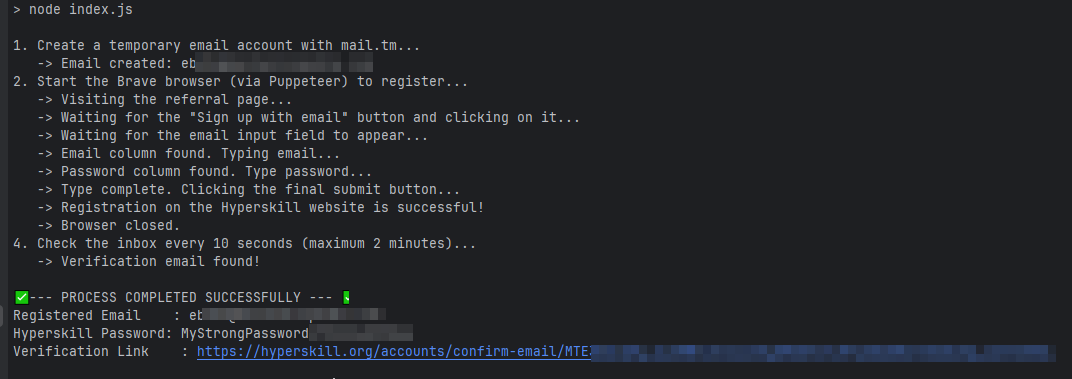 > node index.js
1. Create a temporary email account with mail.tm...
-> Email created: eb
2. Start the Brave browser (via Puppeteer) to register...
-> Visiting the referral page...
-> Waiting for the "Sign up with email" button and clicking on it...
-> Waiting for the email input field to appear...
-> Email column found. Typing email...
-> Password column found. Type password...
-> Type complete. Clicking the final submit button...
-> Registration on the Hyperskill website is successful!
-> Browser closed.
4. Check the inbox every 10 seconds (maximum 2 minutes)...
-> Verification email found!
✅--- PROCESS COMPLETED SUCCESSFULLY ---
Registered Email : eb
Hyperskill Password: MyStrongPassword
Verification Link : https://hyperskill.org/accounts/confirm-email/MTE